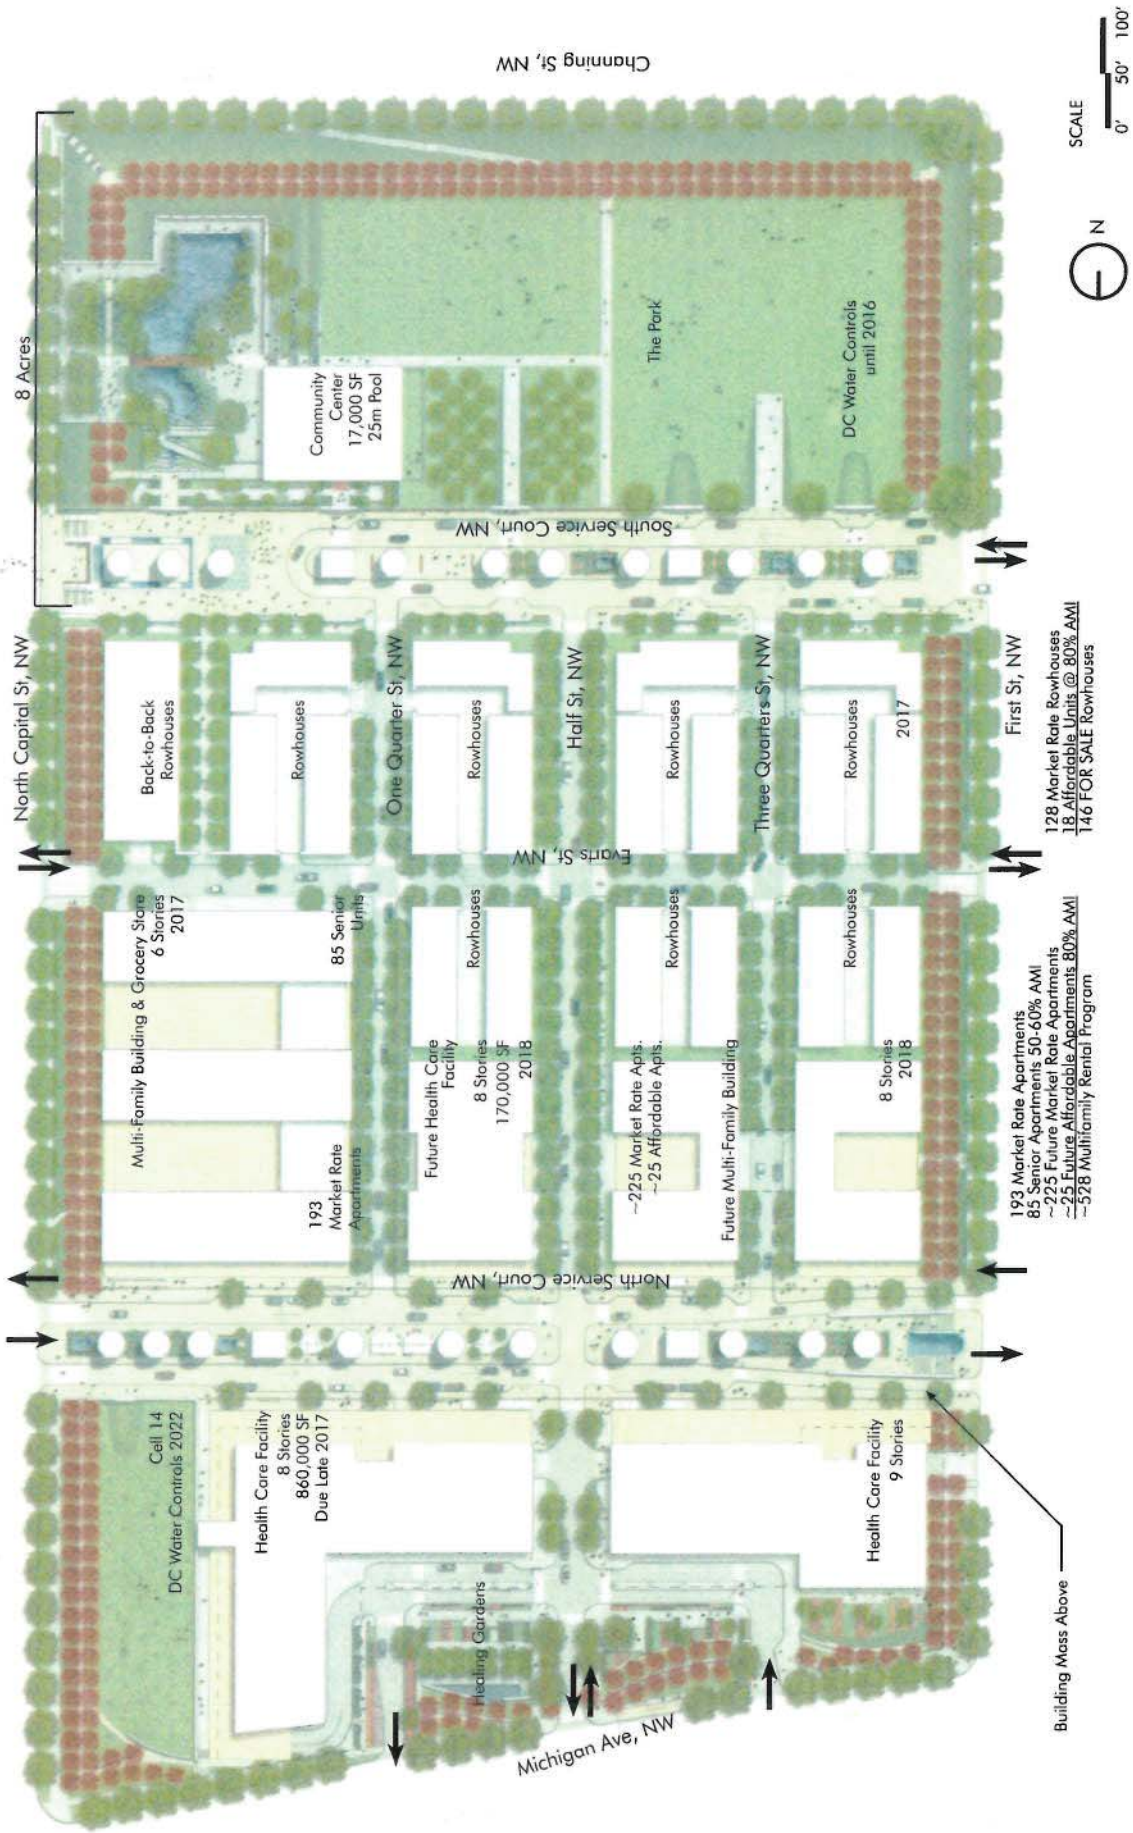 Channing St, NW
SCALE
0' 50' 100'
N
8 Acres
Community
Center
17,000 SF
25m Pool
The Park
DC Water Controls
until 2016
South Service Court, NW
North Capital St, NW
Back-to-Back
Rowhouses
Rowhouses
One Quarter St, NW
Rowhouses
Half St, NW
Rowhouses
Three Quarters St, NW
Rowhouses
2017
First St, NW
128 Market Rate Rowhouses
18 Affordable Units @ 80% AMI
146 FOR SALE Rowhouses
Evarts St, NW
Multi-Family Building & Grocery Store
6 Stories
2017
85 Senior
Units
193
Market Rate
Apartments
Rowhouses
Future Health Care
Facility
8 Stories
170,000 SF
2018
Rowhouses
~225 Market Rate Apts.
~25 Affordable Apts.
Future Multi-Family Building
Rowhouses
8 Stories
2018
193 Market Rate Apartments
85 Senior Apartments 50-60% AMI
~225 Future Market Rate Apartments
~25 Future Affordable Apartments 80% AMI
~528 Multifamily Rental Program
North Service Court, NW
Cell 14
DC Water Controls 2022
Health Care Facility
8 Stories
860,000 SF
Due Late 2017
Health Care Facility
9 Stories
Healing Gardens
Michigan Ave, NW
Building Mass Above